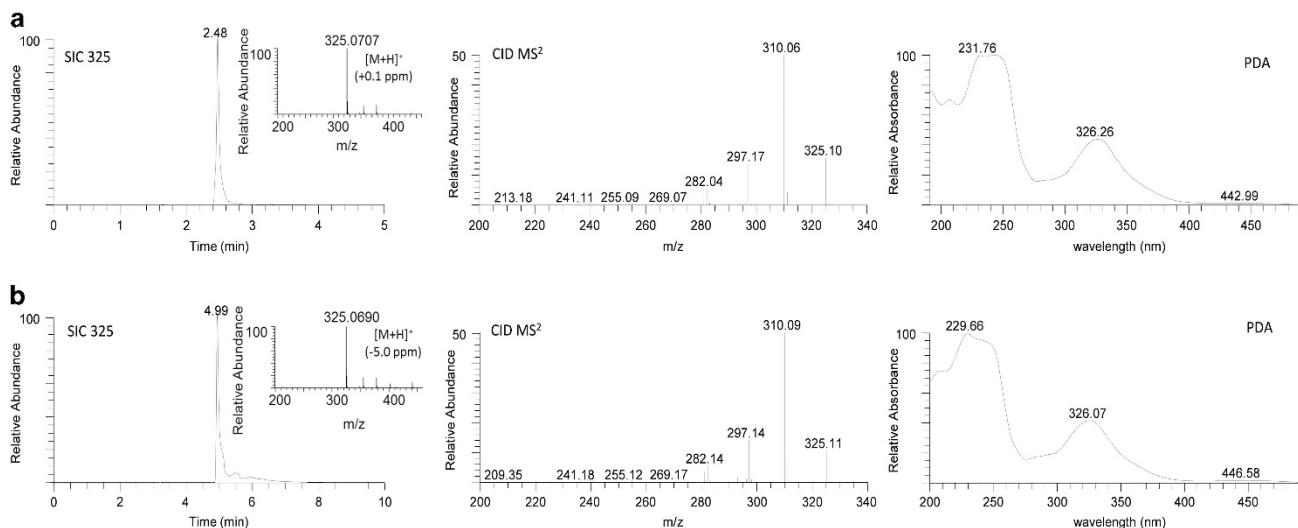 a
SIC 325
2.48
100
Relative Abundance
0 1 2 3 4 5
Time (min)
325.0707
100
[M+H]+
(+0.1 ppm)
Relative Abundance
200 300 400
m/z
CID MS2
50
310.06
297.17
325.10
282.04
213.18 241.11 255.09 269.07
Relative Abundance
200 220 240 260 280 300 320 340
m/z
231.76
PDA
100
326.26
442.99
Relative Absorbance
200 250 300 350 400 450
wavelength (nm)
b
SIC 325
4.99
100
Relative Abundance
0 2 4 6 8 10
Time (min)
325.0690
100
[M+H]+
(-5.0 ppm)
Relative Abundance
200 300 400
m/z
CID MS2
50
310.09
297.14
325.11
282.14
209.35 241.18 255.12 269.17
Relative Abundance
200 220 240 260 280 300 320 340
m/z
229.66
PDA
100
326.07
446.58
Relative Absorbance
200 250 300 350 400 450
wavelength (nm)